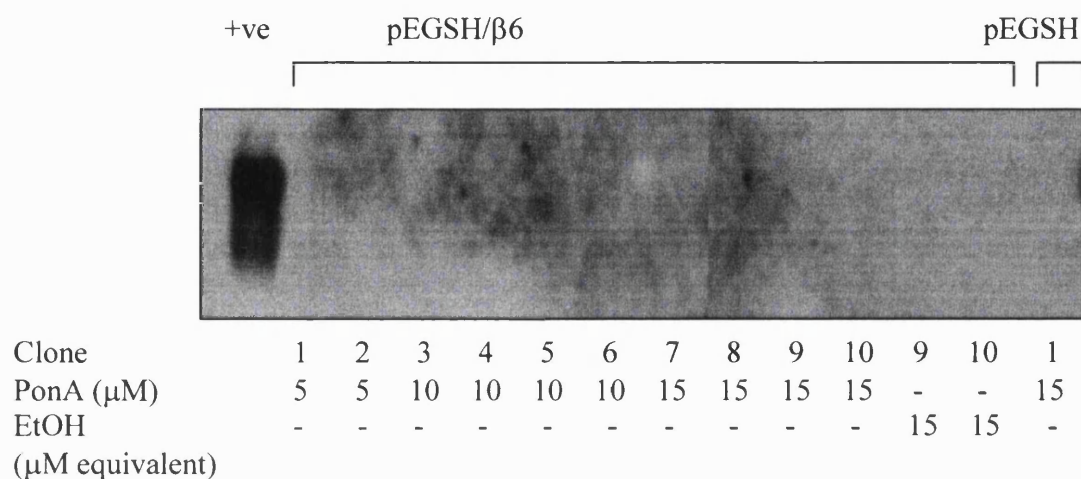 +ve pEGSH/β6 pEGSH
Clone 1 2 3 4 5 6 7 8 9 10 9 10 1
PonA (μM) 5 5 10 10 10 10 15 15 15 15 - - 15
EtOH - - - - - - - - - - 15 15 -
(μM equivalent)